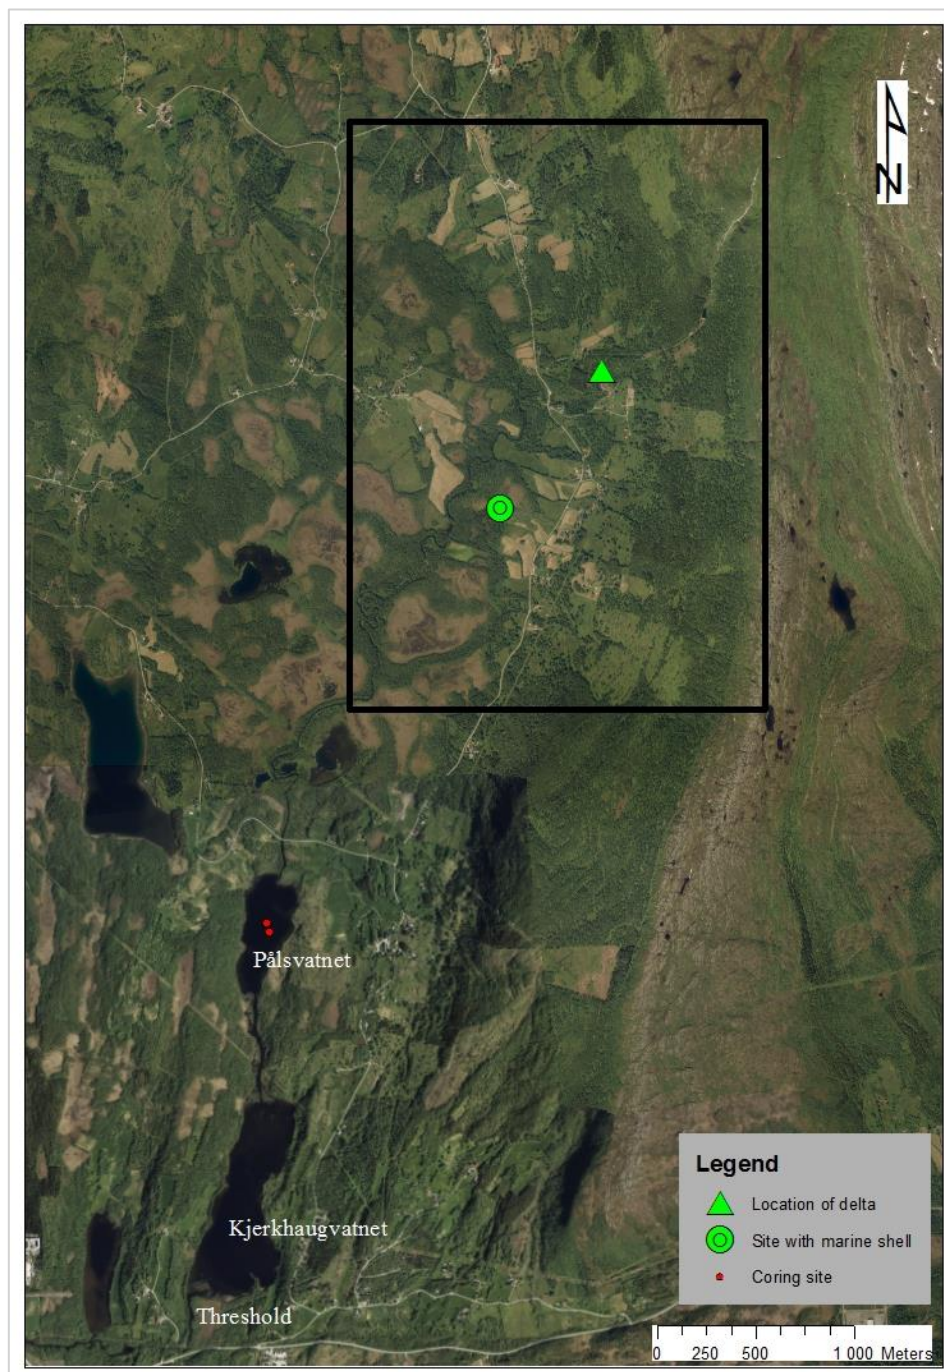 N
Pålsvatnet
Kjerkhaugvatnet
Threshold
Legend
Location of delta
Site with marine shell
Coring site
0 250 500 1 000 Meters